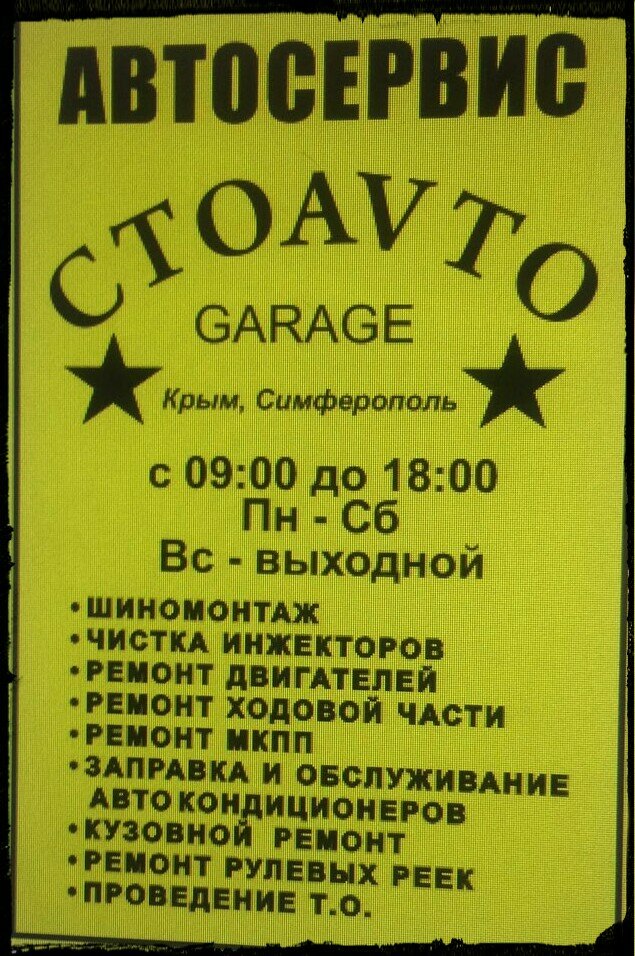 АВТОСЕРВИС
СТОAVTO
GARAGE
Крым, Симферополь
с 09:00 до 18:00
Пн - Сб
Вс - выходной
•ШИНОМОНТАЖ
•ЧИСТКА ИНЖЕКТОРОВ
•РЕМОНТ ДВИГАТЕЛЕЙ
•РЕМОНТ ХОДОВОЙ ЧАСТИ
•РЕМОНТ МКПП
•ЗАПРАВКА И ОБСЛУЖИВАНИЕ
АВТОКОНДИЦИОНЕРОВ
•КУЗОВНОЙ РЕМОНТ
•РЕМОНТ РУЛЕВЫХ РЕЕК
•ПРОВЕДЕНИЕ Т.О.